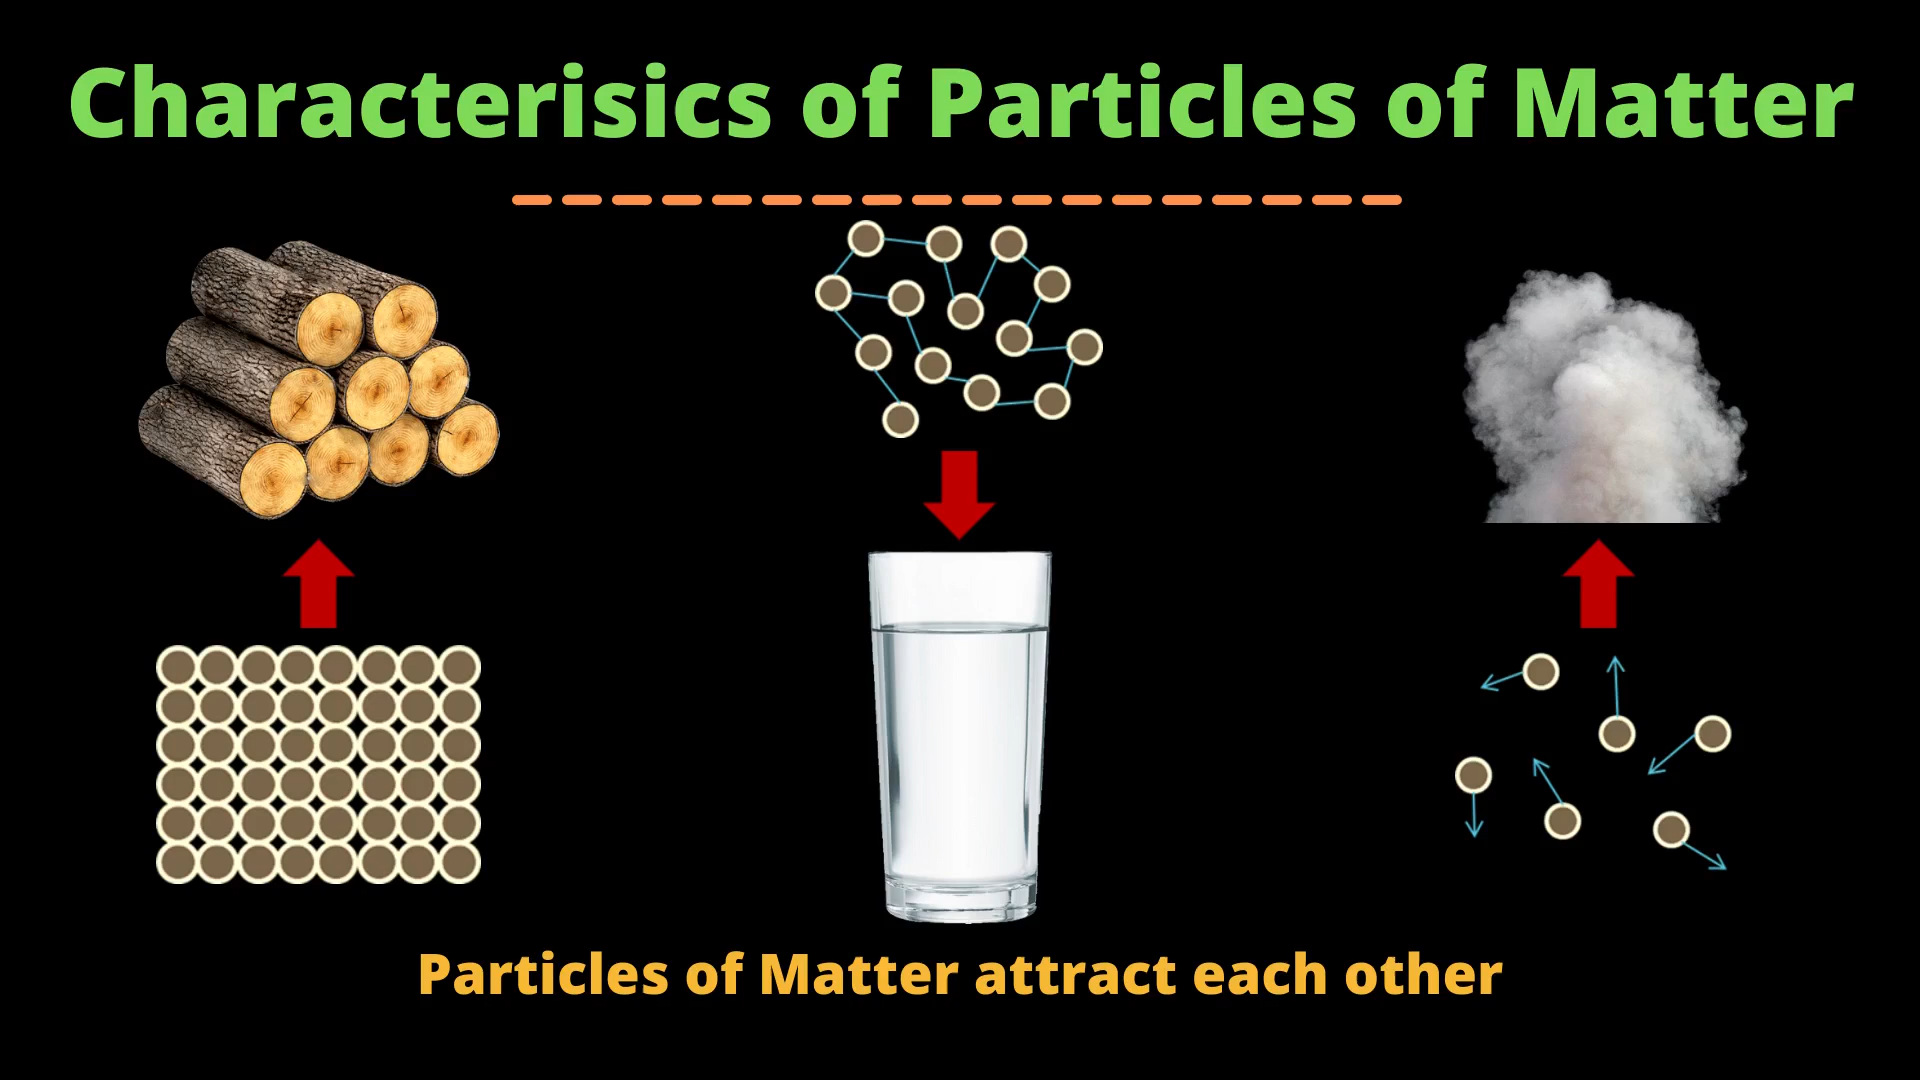 Characterisics of Particles of Matter
Particles of Matter attract each other